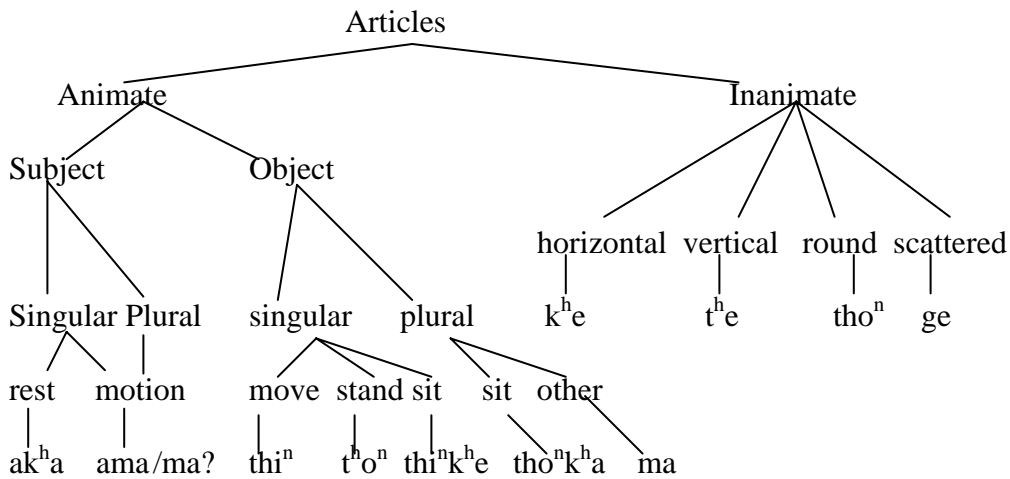 Articles
Animate Inanimate
Subject Object
horizontal vertical round scattered
Singular Plural singular plural kʰe tʰe thoⁿ ge
rest motion move stand sit sit other
akʰa ama/ma? thiⁿ tʰoⁿ thiⁿkʰe thoⁿkʰa ma